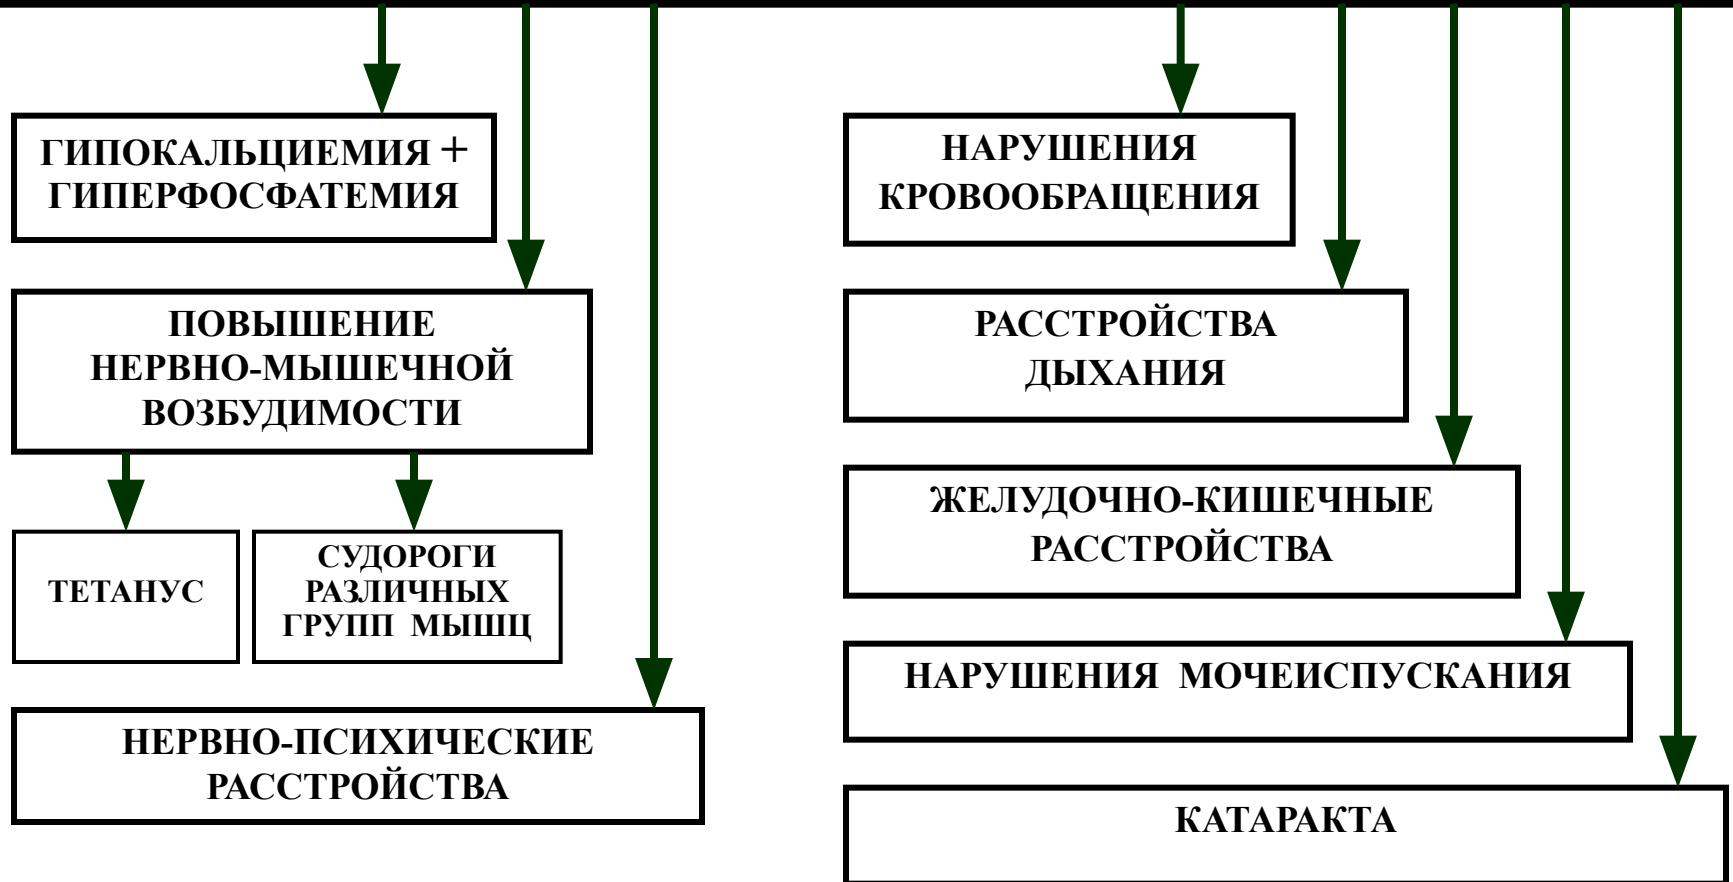 ГИПОКАЛЬЦИЕМИЯ +
ГИПЕРФОСФАТЕМИЯ
ПОВЫШЕНИЕ
НЕРВНО-МЫШЕЧНОЙ
ВОЗБУДИМОСТИ
ТЕТАНУС
СУДОРОГИ
РАЗЛИЧНЫХ
ГРУПП МЫШЦ
НЕРВНО-ПСИХИЧЕСКИЕ
РАССТРОЙСТВА
НАРУШЕНИЯ
КРОВООБРАЩЕНИЯ
РАССТРОЙСТВА
ДЫХАНИЯ
ЖЕЛУДОЧНО-КИШЕЧНЫЕ
РАССТРОЙСТВА
НАРУШЕНИЯ МОЧЕИСПУСКАНИЯ
КАТАРАКТА